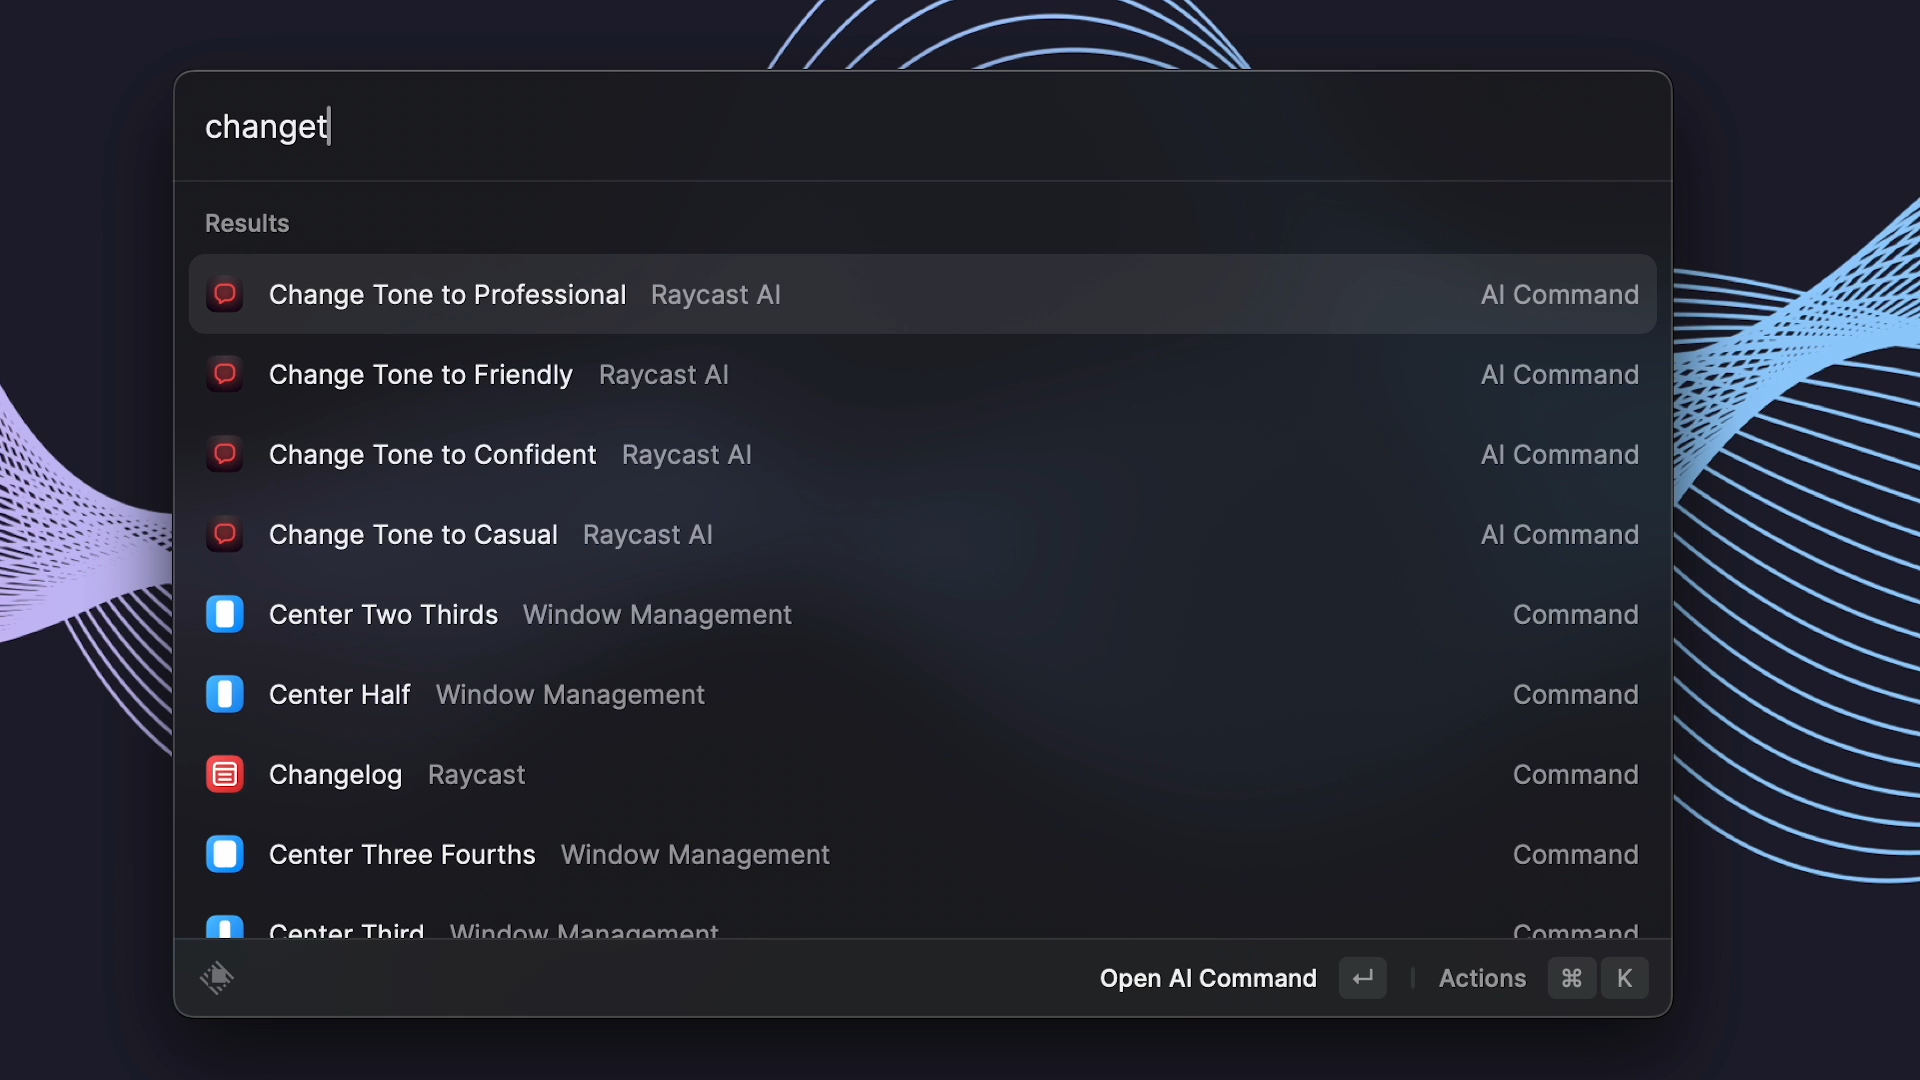 changet
Results
Change Tone to Professional Raycast AI AI Command
Change Tone to Friendly Raycast AI AI Command
Change Tone to Confident Raycast AI AI Command
Change Tone to Casual Raycast AI AI Command
Center Two Thirds Window Management Command
Center Half Window Management Command
Changelog Raycast Command
Center Three Fourths Window Management Command
Center Third Window Management Command
Open AI Command ↵ Actions ⌘ K